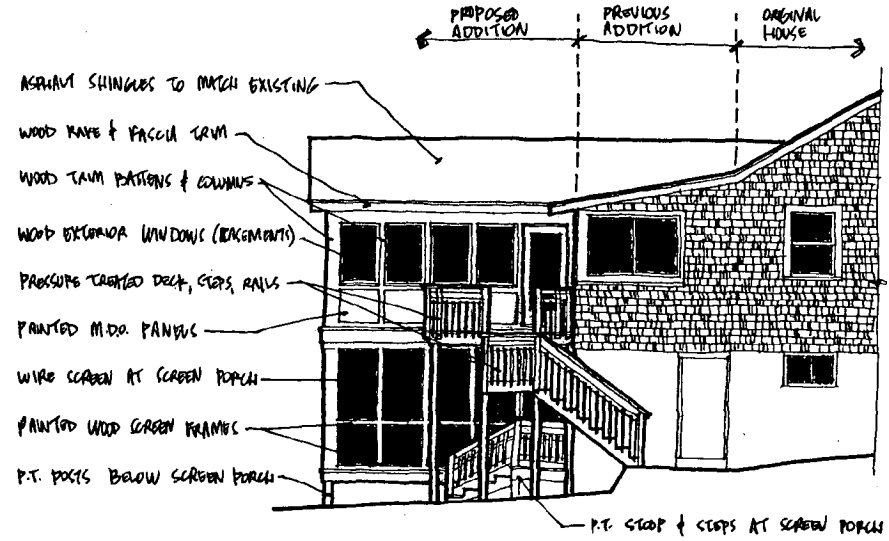 PROPOSED
ADDITION
PREVIOUS
ADDITION
ORIGINAL
HOUSE
ASPHALT SHINGLES TO MATCH EXISTING
WOOD RAKE & FASCIA TRIM
WOOD TRIM BATTENS & COLUMNS
WOOD EXTERIOR WINDOWS (CASEMENTS)
PRESSURE TREATED DECK, STEPS, RAILS
PAINTED M.D.O. PANELS
WIRE SCREEN AT SCREEN PORCH
PAINTED WOOD SCREEN FRAMES
P.T. POSTS BELOW SCREEN PORCH
P.T. STOOP & STEPS AT SCREEN PORCH